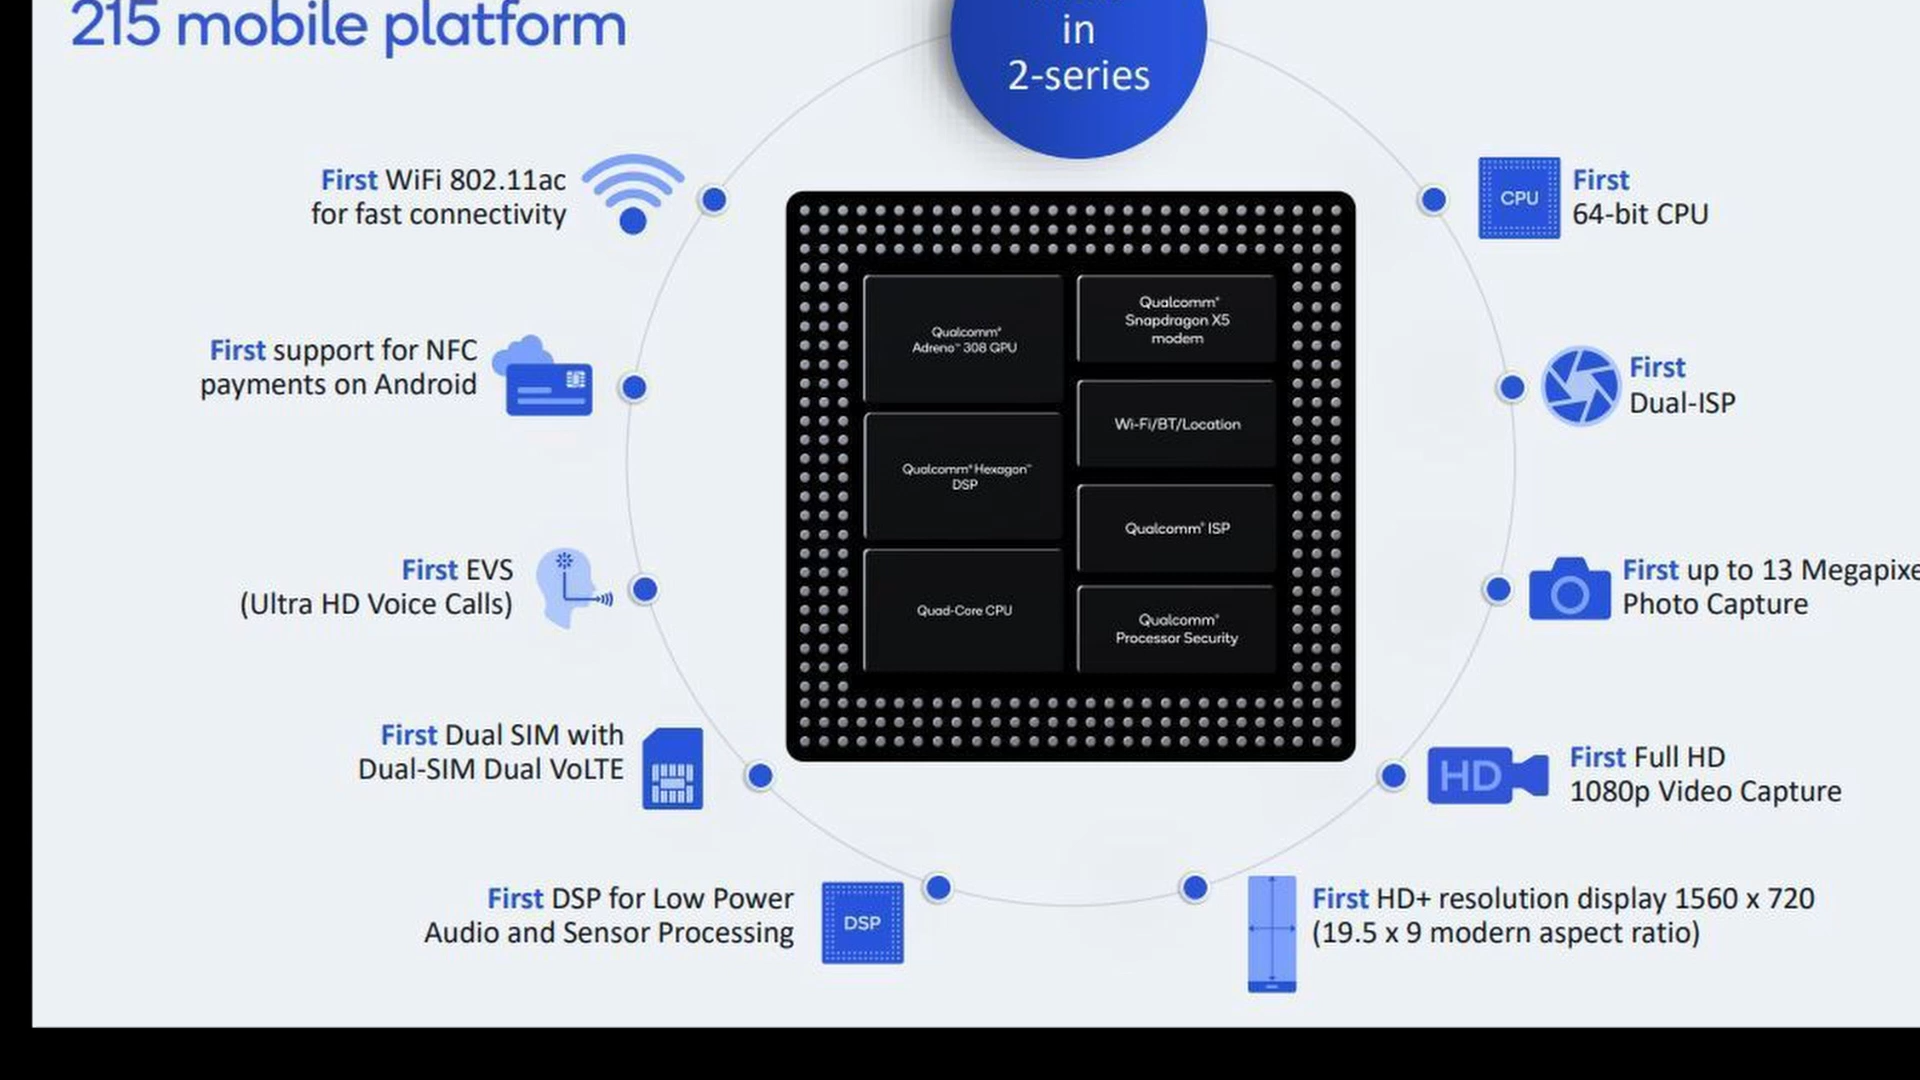 215 mobile platform
in
2-series
First WiFi 802.11ac
for fast connectivity
First support for NFC
payments on Android
First EVS
(Ultra HD Voice Calls)
First Dual SIM with
Dual-SIM Dual VoLTE
First DSP for Low Power
Audio and Sensor Processing
DSP
Qualcomm®
Adreno™ 308 GPU
Qualcomm® Hexagon™
DSP
Quad-Core CPU
Qualcomm®
Snapdragon X5
modem
Wi-Fi/BT/Location
Qualcomm® ISP
Qualcomm®
Processor Security
CPU
First
64-bit CPU
First
Dual-ISP
First up to 13 Megapixe
Photo Capture
HD
First Full HD
1080p Video Capture
First HD+ resolution display 1560 x 720
(19.5 x 9 modern aspect ratio)